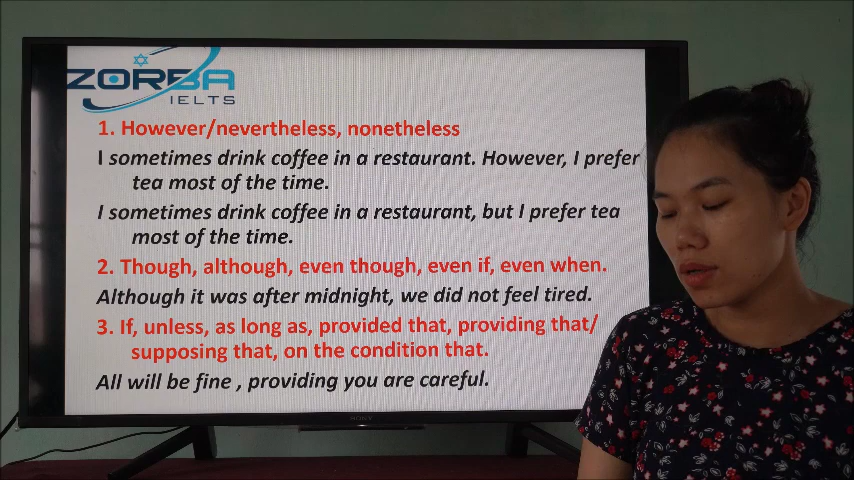 ZORBA
IELTS
1. However/nevertheless, nonetheless
I sometimes drink coffee in a restaurant. However, I prefer
tea most of the time.
I sometimes drink coffee in a restaurant, but I prefer tea
most of the time.
2. Though, although, even though, even if, even when.
Although it was after midnight, we did not feel tired.
3. If, unless, as long as, provided that, providing that/
supposing that, on the condition that.
All will be fine , providing you are careful.
SONY